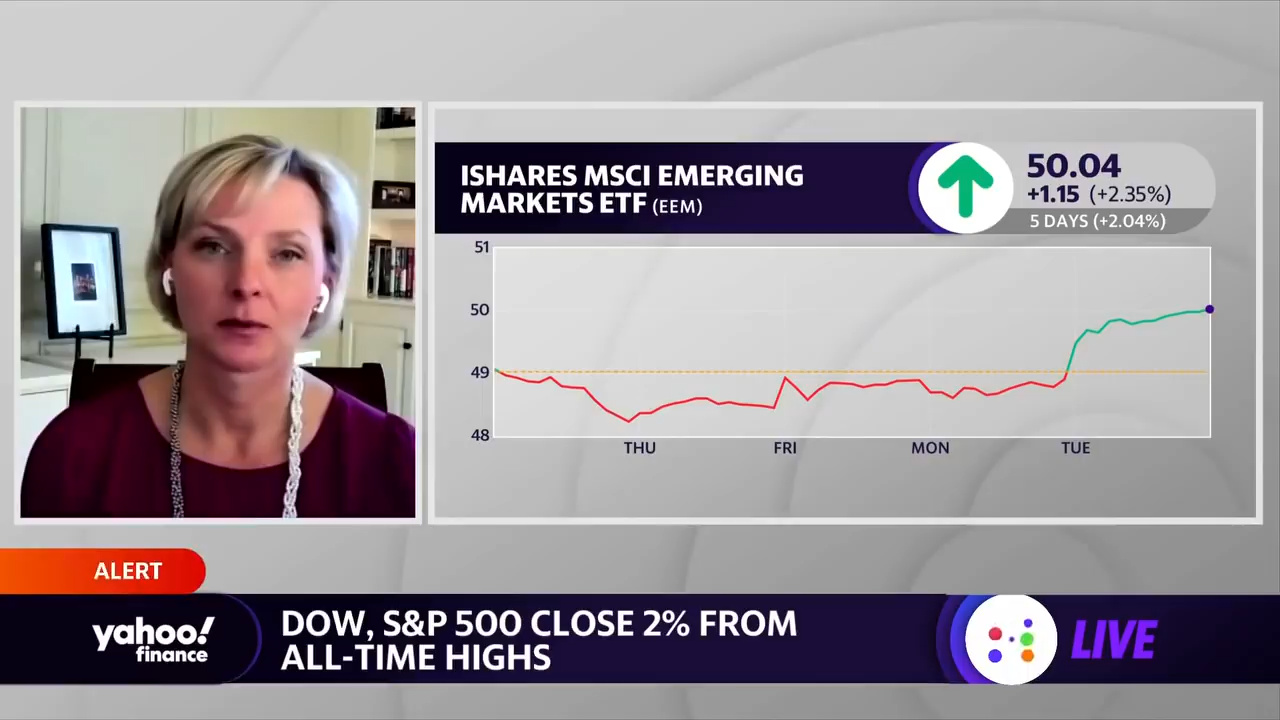 ISHARES MSCI EMERGING
MARKETS ETF (EEM)
50.04
+1.15 (+2.35%)
5 DAYS (+2.04%)
51
50
49
48
THU FRI MON TUE
ALERT
yahoo!
finance
DOW, S&P 500 CLOSE 2% FROM
ALL-TIME HIGHS
LIVE